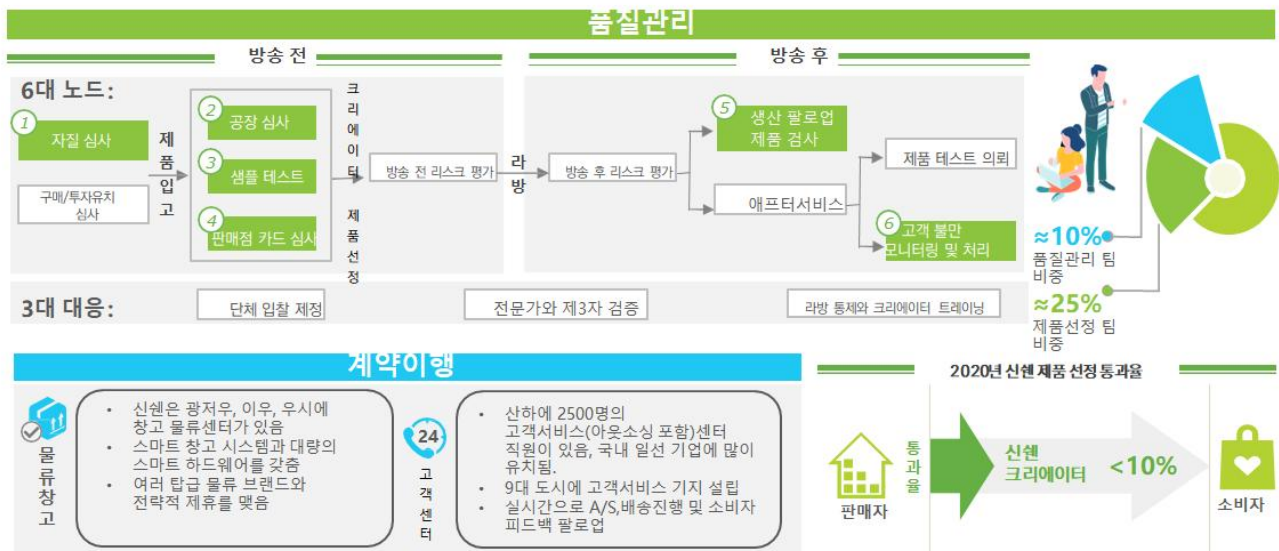 품질관리
방송 전
방송 후
6대 노드:
1
자질 심사
구매/투자유치
심사
제품입고
2
공장 심사
3
샘플 테스트
4
판매점 카드 심사
크리에이터 제품선정
방송 전 리스크 평가
라방
방송 후 리스크 평가
5
생산 팔로업
제품 검사
애프터서비스
제품 테스트 의뢰
6
고객 불만
모니터링 및 처리
≈10%
품질관리 팀
비중
≈25%
제품선정 팀
비중
3대 대응:
단체 입찰 제정
전문가와 제3자 검증
라방 통제와 크리에이터 트레이닝
계약이행
물류창고
• 신쉔은 광저우, 이우, 우시에
창고 물류센터가 있음
• 스마트 창고 시스템과 대량의
스마트 하드웨어를 갖춤
• 여러 탑급 물류 브랜드와
전략적 제휴를 맺음
24
고객센터
• 산하에 2500명의
고객서비스(아웃소싱 포함)센터
직원이 있음, 국내 일선 기업에 많이
유치됨.
• 9대 도시에 고객서비스 기지 설립
• 실시간으로 A/S,배송진행 및 소비자
피드백 팔로업
2020년 신쉔 제품 선정 통과율
판매자
통과율
신쉔
크리에이터
<10%
소비자